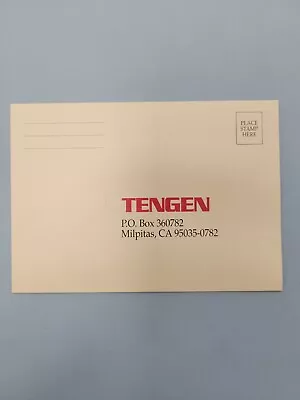 PLACE
STAMP
HERE
TENGEN
P.O. Box 360782
Milpitas, CA 95035-0782